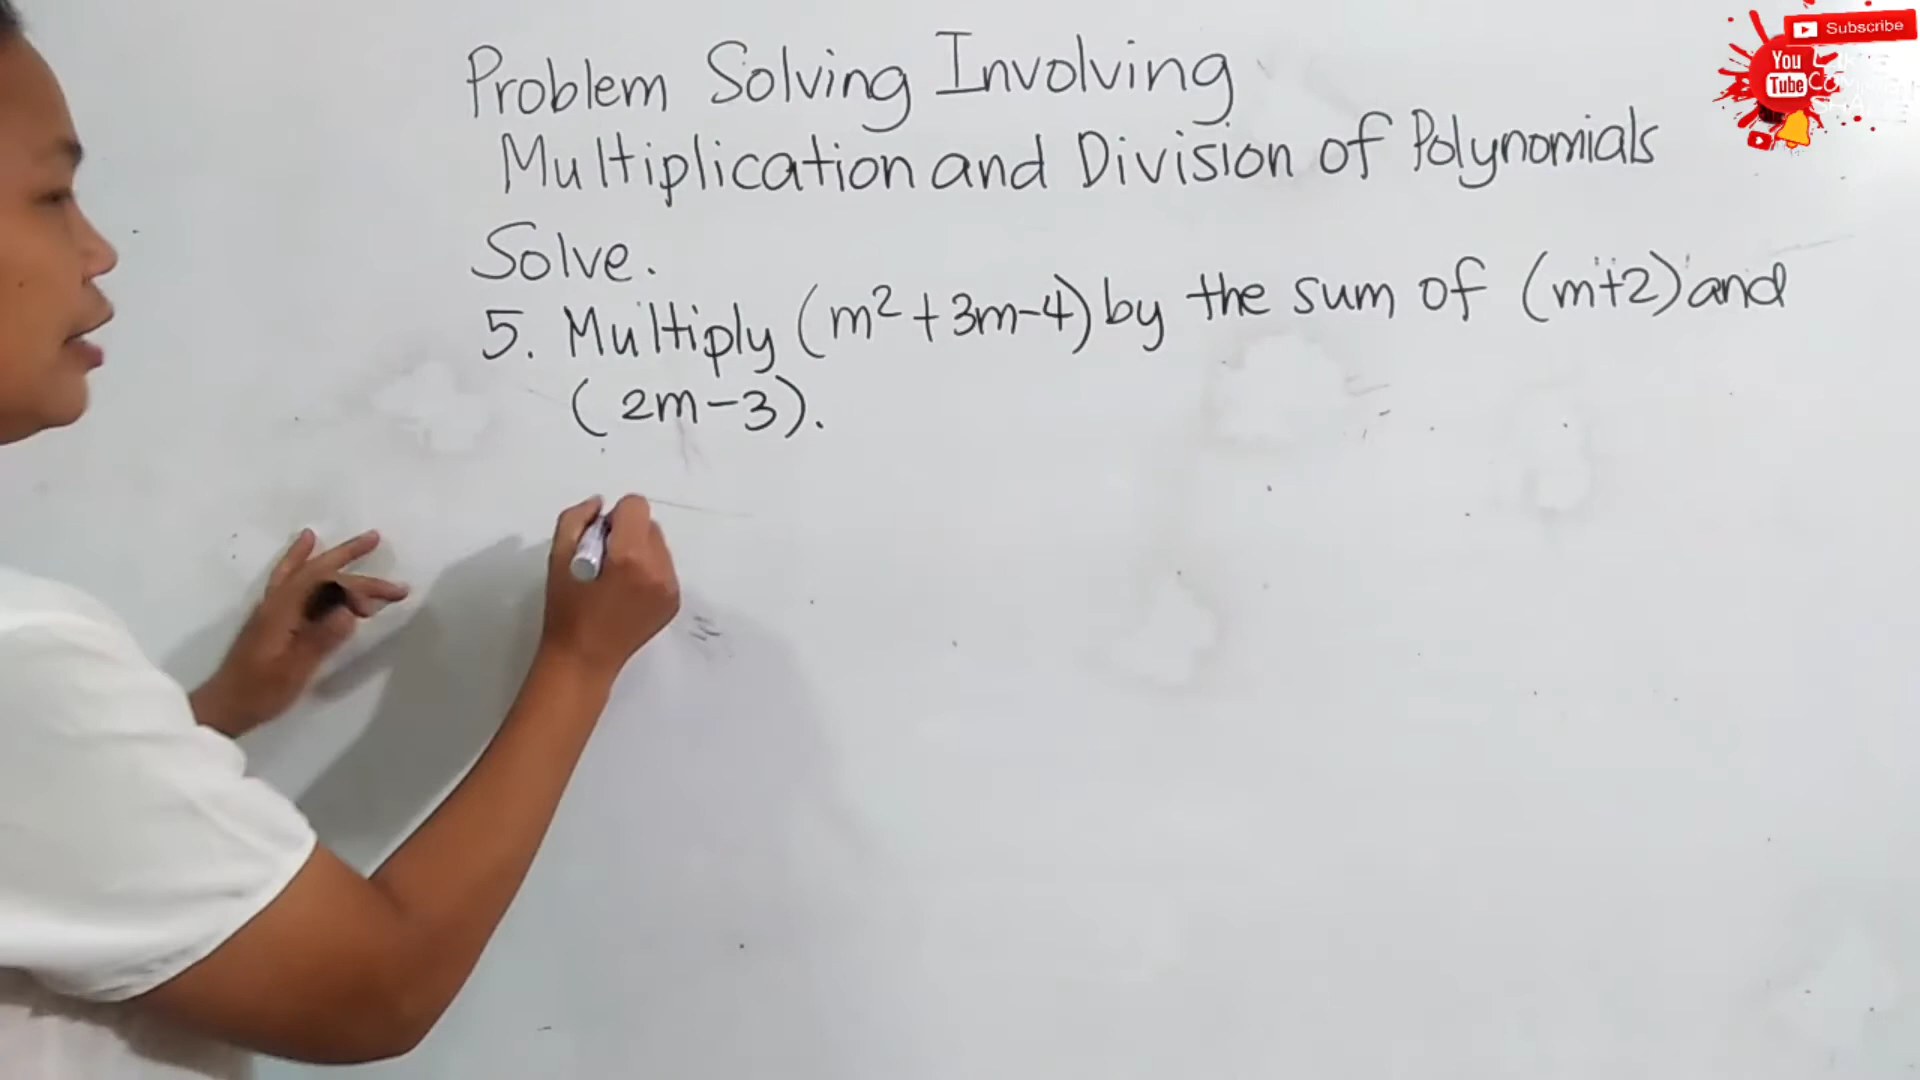 Problem Solving Involving
Multiplication and Division of Polynomials
Solve.
5. Multiply (m²+3m-4) by the sum of (m+2) and
(2m-3).
Subscribe
You
Tube